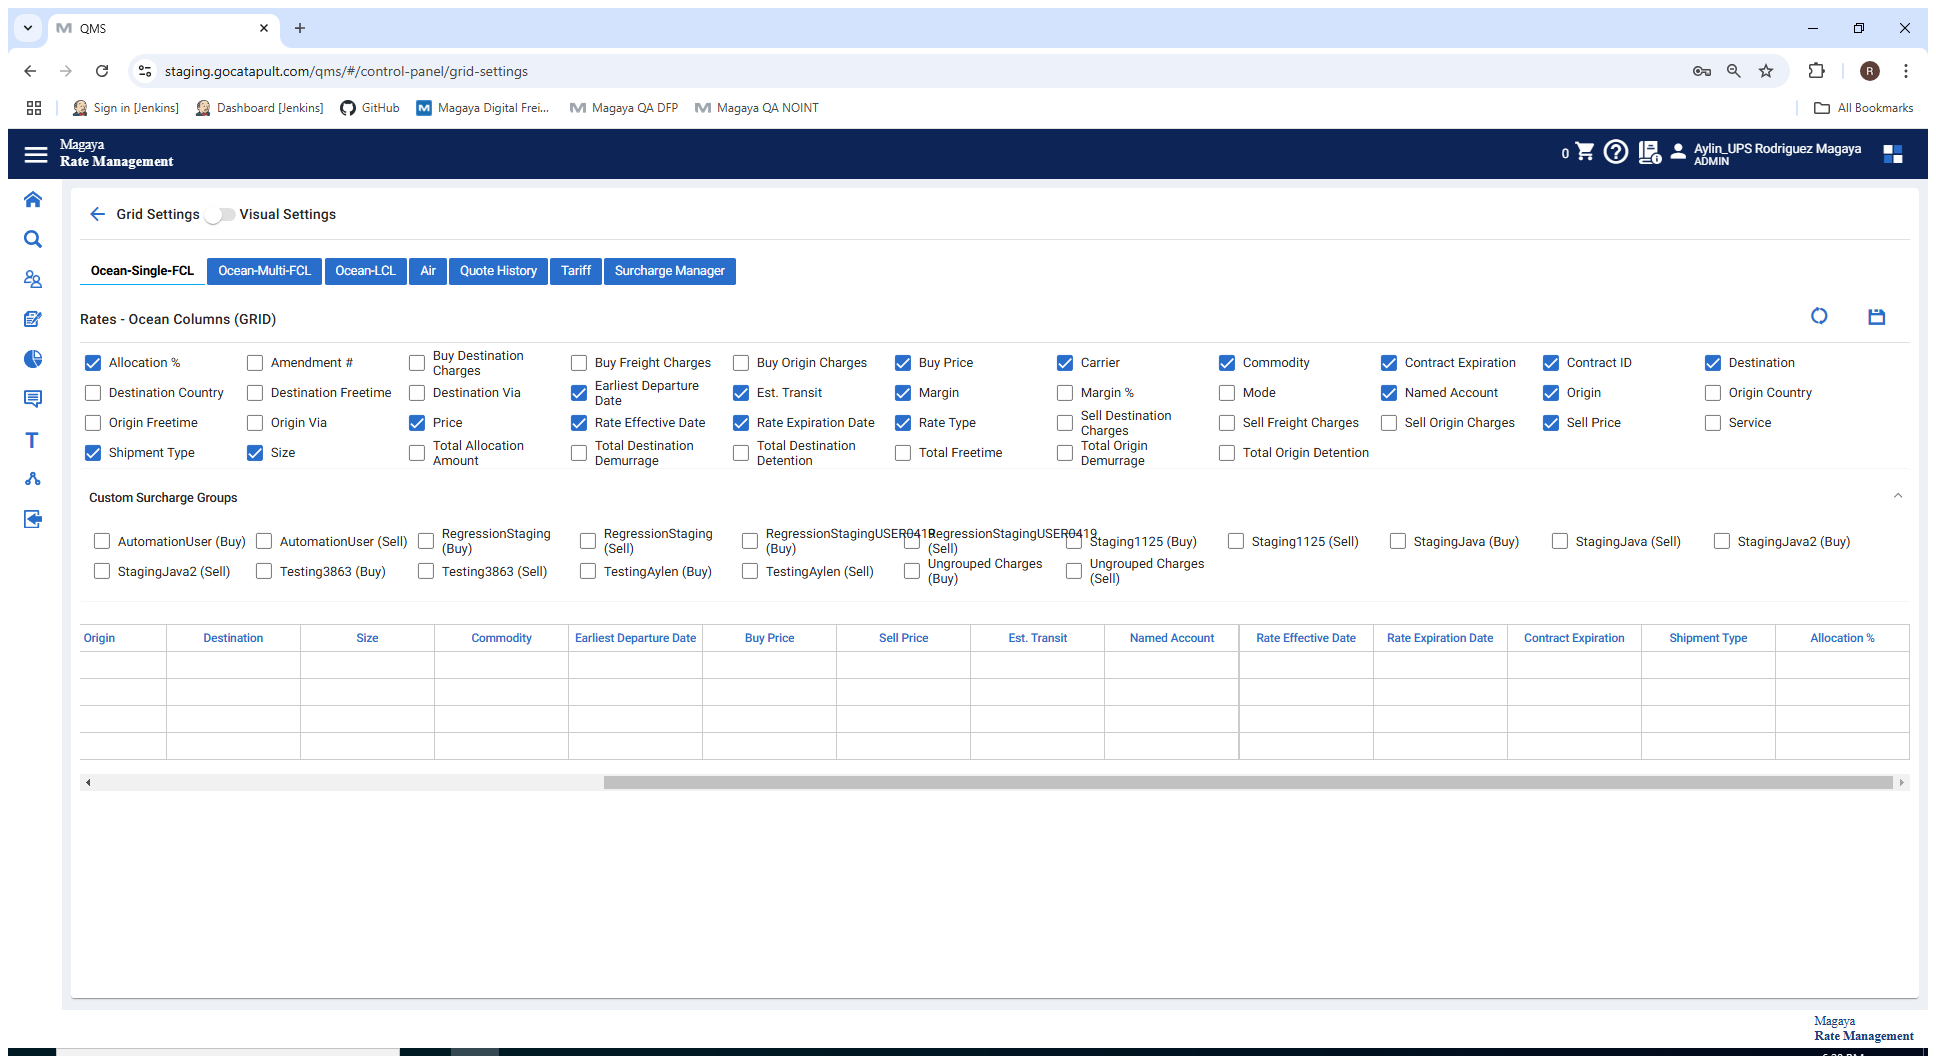 QMS
staging.gocatapult.com/qms/#/control-panel/grid-settings
R
Sign in [Jenkins]
Dashboard [Jenkins]
GitHub
Magaya Digital Frei...
Magaya QA DFP
Magaya QA NOINT
All Bookmarks
Magaya
Rate Management
0
Aylin_UPS Rodriguez Magaya
ADMIN
Grid Settings
Visual Settings
Ocean-Single-FCL
Ocean-Multi-FCL
Ocean-LCL
Air
Quote History
Tariff
Surcharge Manager
Rates - Ocean Columns (GRID)
Allocation %
Amendment #
Buy Destination
Charges
Buy Freight Charges
Buy Origin Charges
Buy Price
Carrier
Commodity
Contract Expiration
Contract ID
Destination
Destination Country
Destination Freetime
Destination Via
Earliest Departure
Date
Est. Transit
Margin
Margin %
Mode
Named Account
Origin
Origin Country
Origin Freetime
Origin Via
Price
Rate Effective Date
Rate Expiration Date
Rate Type
Sell Destination
Charges
Sell Freight Charges
Sell Origin Charges
Sell Price
Service
Shipment Type
Size
Total Allocation
Amount
Total Destination
Demurrage
Total Destination
Detention
Total Freetime
Total Origin
Demurrage
Total Origin Detention
Custom Surcharge Groups
AutomationUser (Buy)
AutomationUser (Sell)
RegressionStaging
(Buy)
RegressionStaging
(Sell)
RegressionStagingUSER0419
(Buy)
RegressionStagingUSER0419
(Sell)
Staging1125 (Buy)
Staging1125 (Sell)
StagingJava (Buy)
StagingJava (Sell)
StagingJava2 (Buy)
StagingJava2 (Sell)
Testing3863 (Buy)
Testing3863 (Sell)
TestingAylen (Buy)
TestingAylen (Sell)
Ungrouped Charges
(Buy)
Ungrouped Charges
(Sell)
Origin
Destination
Size
Commodity
Earliest Departure Date
Buy Price
Sell Price
Est. Transit
Named Account
Rate Effective Date
Rate Expiration Date
Contract Expiration
Shipment Type
Allocation %
Magaya
Rate Management